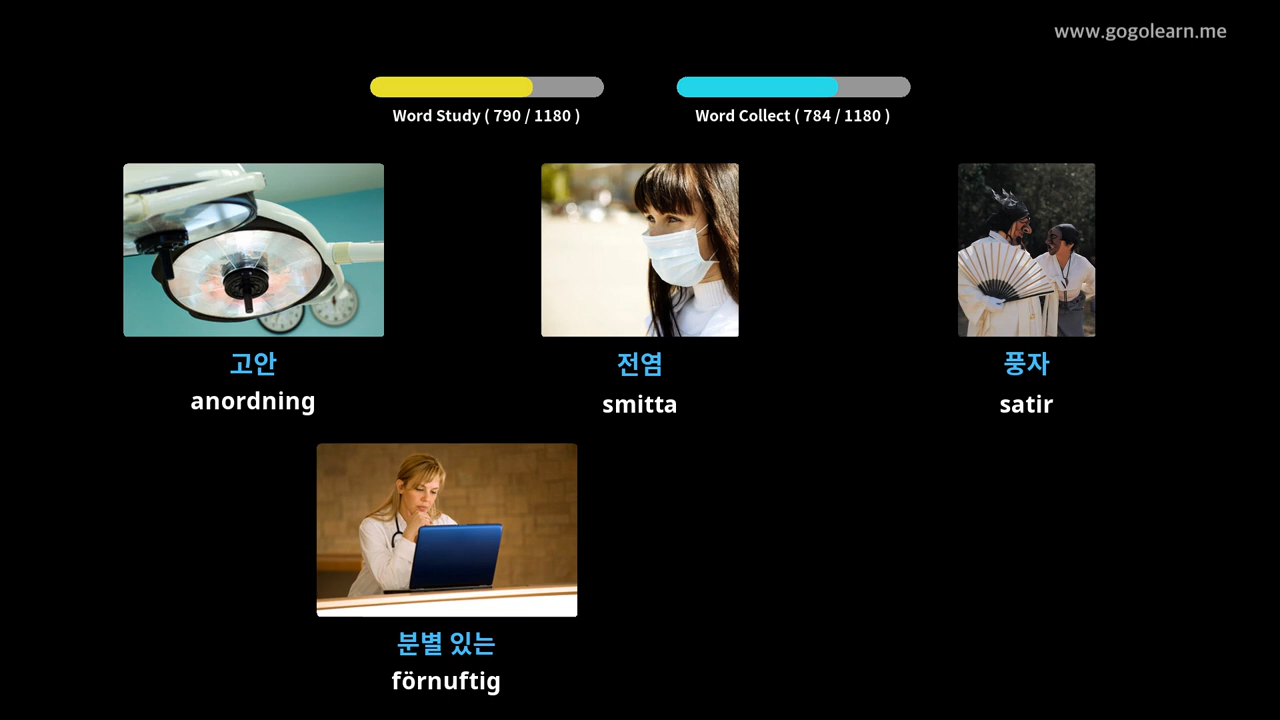 www.gogolearn.me
Word Study ( 790 / 1180 )
Word Collect ( 784 / 1180 )
고안
anordning
전염
smitta
풍자
satir
분별 있는
förnuftig